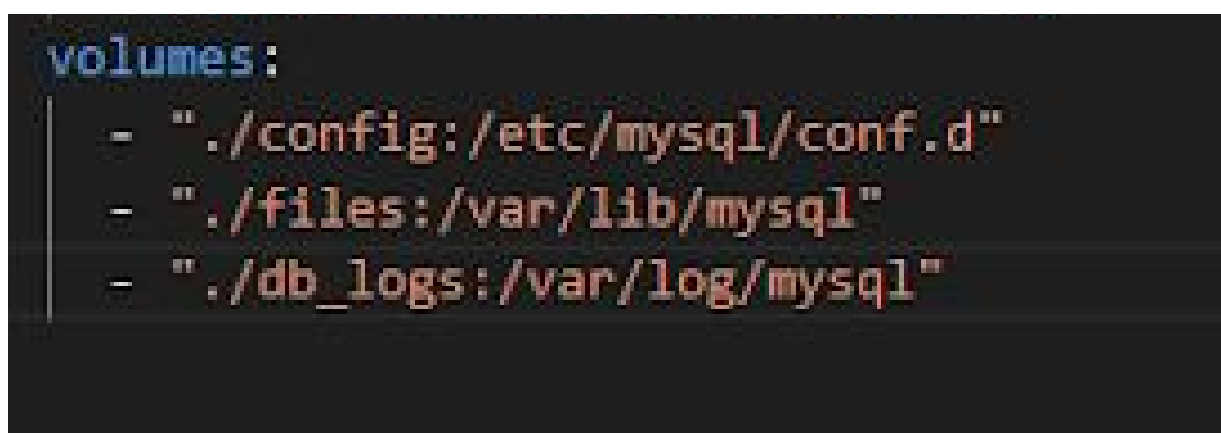 volumes:
- "./config:/etc/mysql/conf.d"
- "./files:/var/lib/mysql"
- "./db_logs:/var/log/mysql"